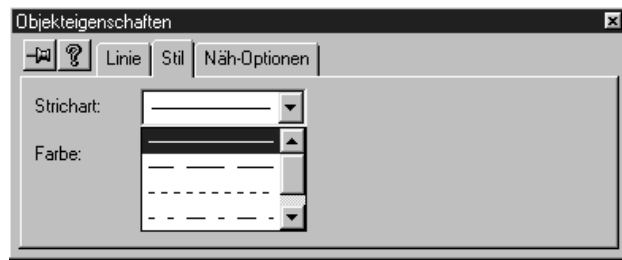 Objekteigenschaften
Linie Stil Näh-Optionen
Strichart:
Farbe: